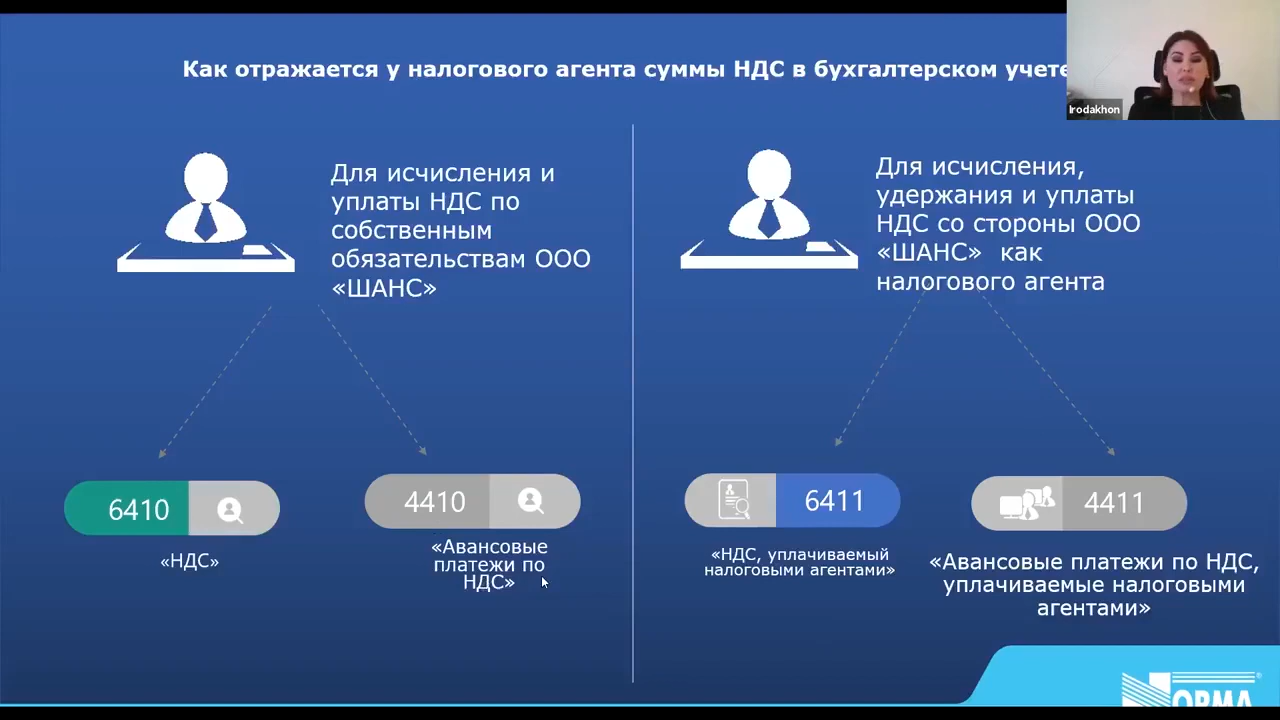 Как отражается у налогового агента суммы НДС в бухгалтерском учете
Irodakhon
Для исчисления и
уплаты НДС по
собственным
обязательствам ООО
«ШАНС»
Для исчисления,
удержания и уплаты
НДС со стороны ООО
«ШАНС» как
налогового агента
6410
«НДС»
4410
«Авансовые
платежи по
НДС»
6411
«НДС, уплачиваемый
налоговыми агентами»
4411
«Авансовые платежи по НДС,
уплачиваемые налоговыми
агентами»
NОРМА